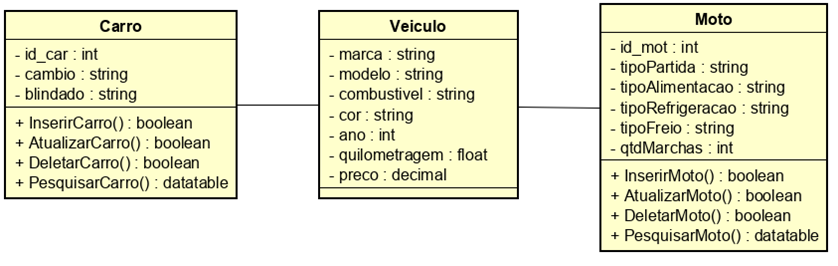 Carro
- id_car : int
- cambio : string
- blindado : string
+ InserirCarro() : boolean
+ AtualizarCarro() : boolean
+ DeletarCarro() : boolean
+ PesquisarCarro() : datatable
Veiculo
- marca : string
- modelo : string
- combustivel : string
- cor : string
- ano : int
- quilometragem : float
- preco : decimal
Moto
- id_mot : int
- tipoPartida : string
- tipoAlimentacao : string
- tipoRefrigeracao : string
- tipoFreio : string
- qtdMarchas : int
+ InserirMoto() : boolean
+ AtualizarMoto() : boolean
+ DeletarMoto() : boolean
+ PesquisarMoto() : datatable